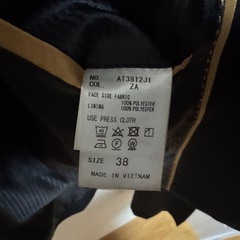 NO. AT3812J1
COL. ZA
FACE SIDE FABRIC
100% POLYESTER
LINING 100% POLYESTER
USE PRESS CLOTH
SIZE 38
MADE IN VIETNAM